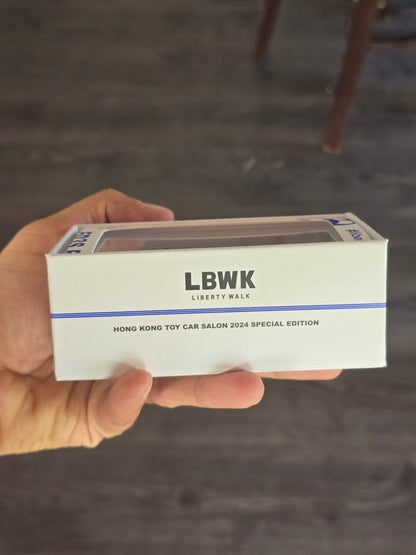 LBWK
LIBERTY WALK
HONG KONG TOY CAR SALON 2024 SPECIAL EDITION